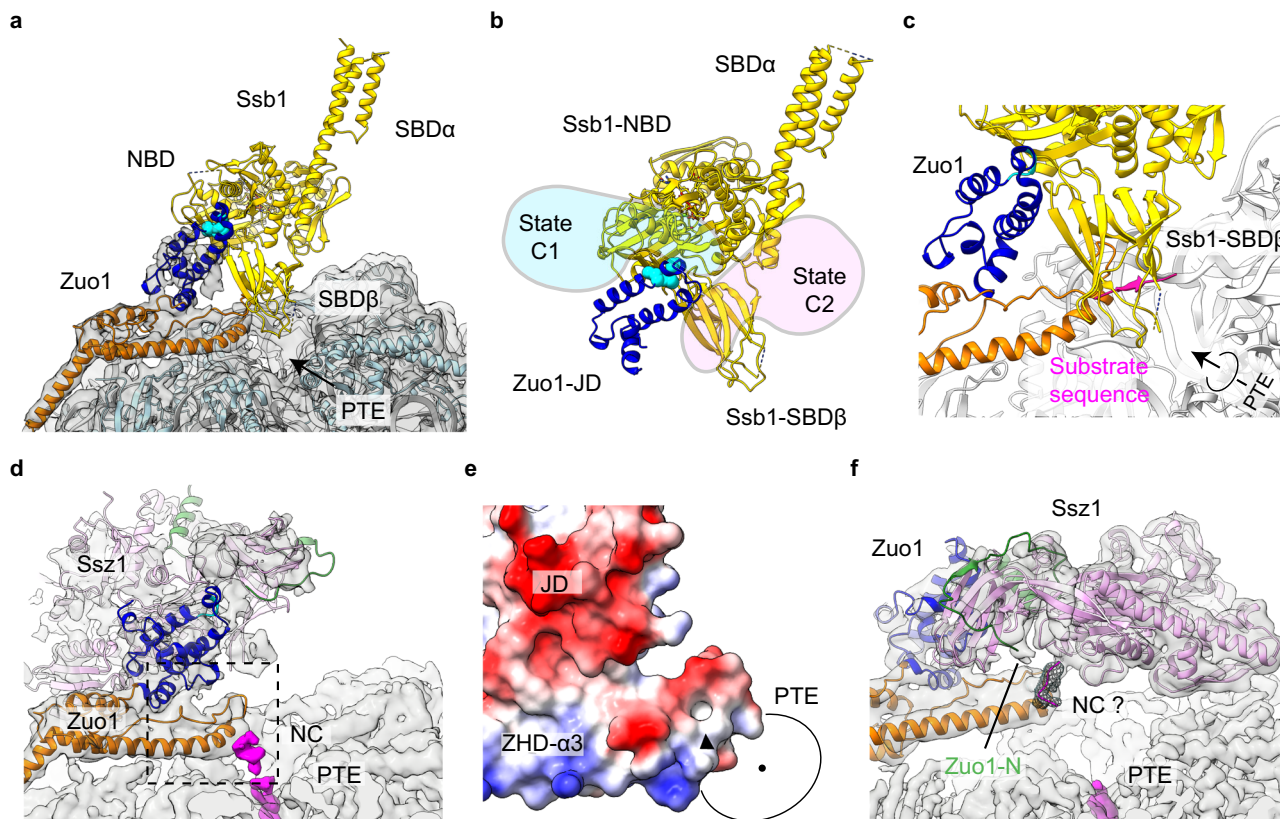 a
Ssb1
SBDα
NBD
Zuo1
SBDβ
PTE
b
SBDα
Ssb1-NBD
State
C1
State
C2
Zuo1-JD
Ssb1-SBDβ
c
Zuo1
Ssb1-SBDβ
Substrate
sequence
PTE
d
Ssz1
Zuo1
NC
PTE
e
JD
PTE
ZHD-α3
f
Ssz1
Zuo1
NC ?
Zuo1-N
PTE